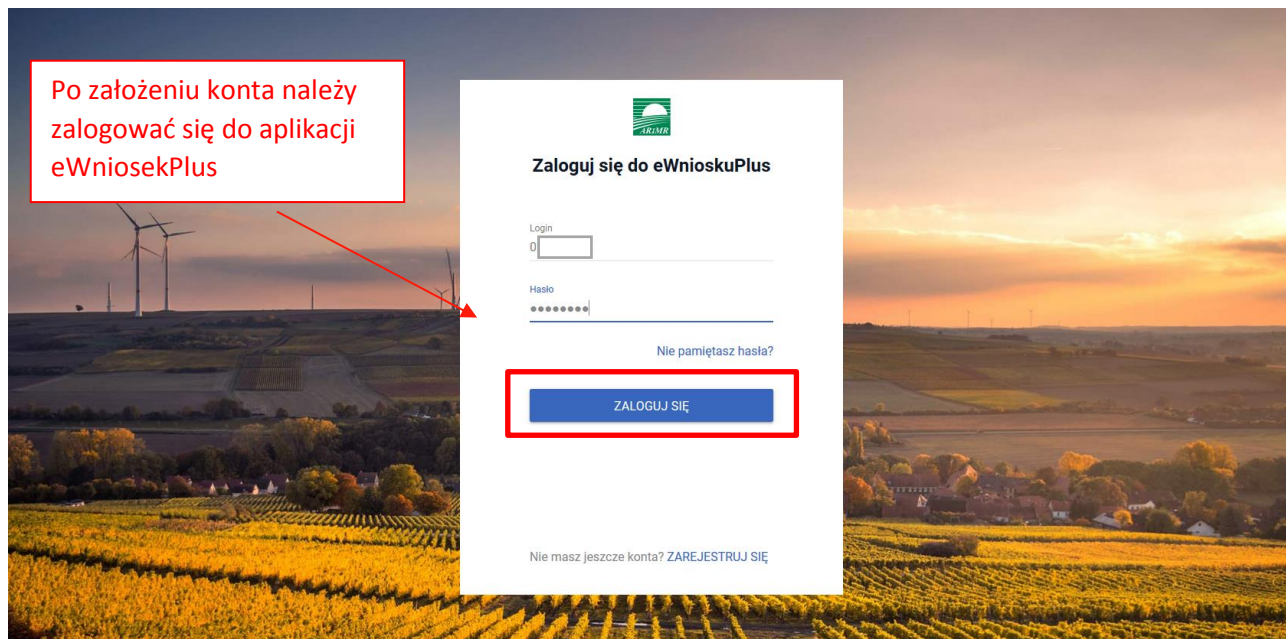 Po założeniu konta należy
zalogować się do aplikacji
eWniosekPlus
ARiMR
Zaloguj się do eWnioskuPlus
Login
0
Hasło
Nie pamiętasz hasła?
ZALOGUJ SIĘ
Nie masz jeszcze konta? ZAREJESTRUJ SIĘ